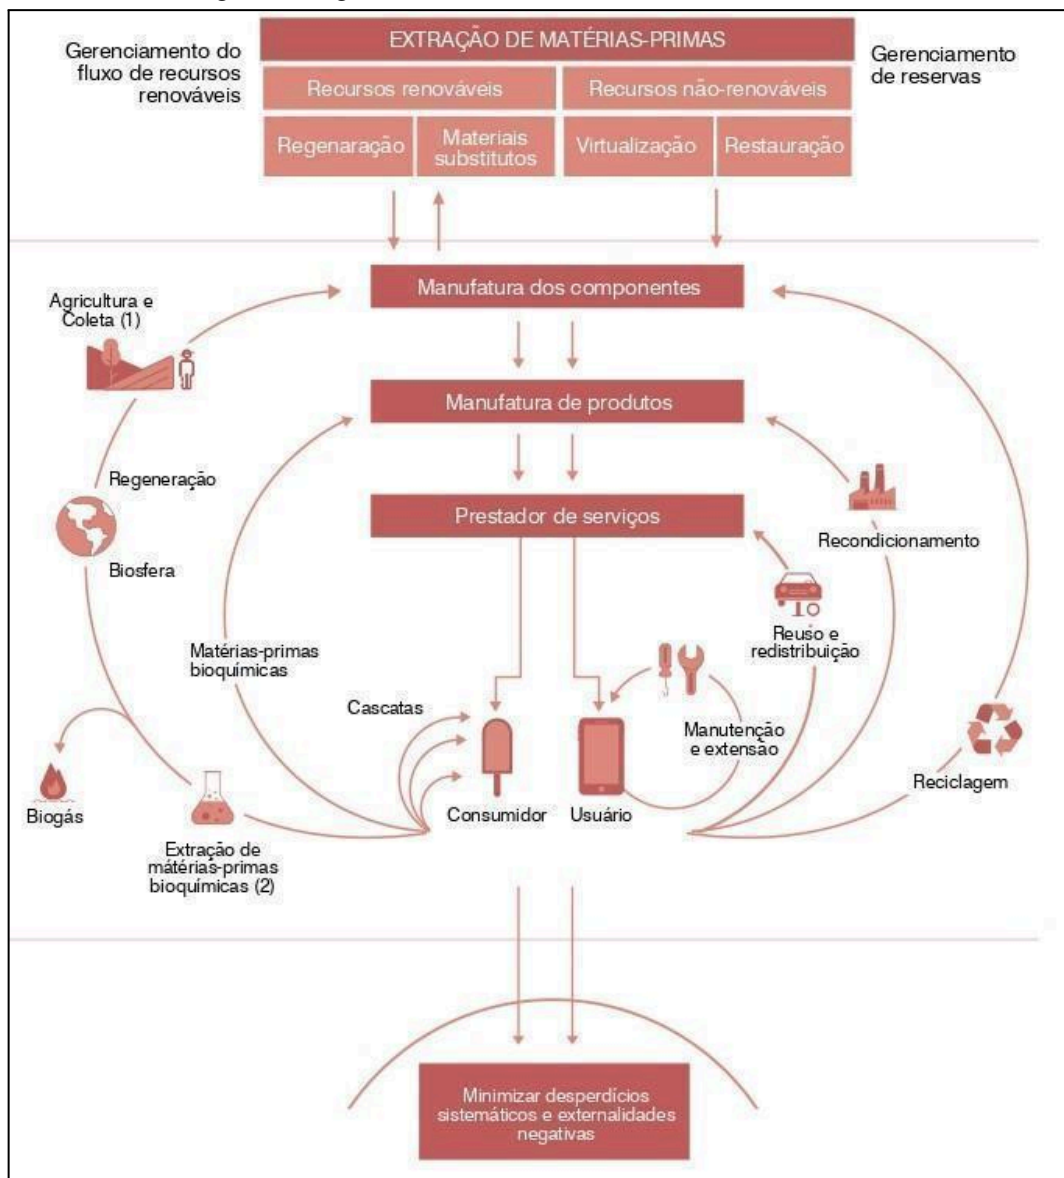 Gerenciamento do
fluxo de recursos
renováveis
EXTRAÇÃO DE MATÉRIAS-PRIMAS
Gerenciamento
de reservas
Recursos renováveis
Recursos não-renováveis
Regenaração
Materiais
substitutos
Virtualização
Restauração
Manufatura dos componentes
Agricultura e
Coleta (1)
Manufatura de produtos
Regeneração
Prestador de serviços
Recondicionamento
Biosfera
Matérias-primas
bioquímicas
Reuso e
redistribuição
Cascatas
Manutenção
e extensão
Reciclagem
Biogás
Consumidor
Usuário
Extração de
mátérias-primas
bioquímicas (2)
Minimizar desperdícios
sistemáticos e externalidades
negativas